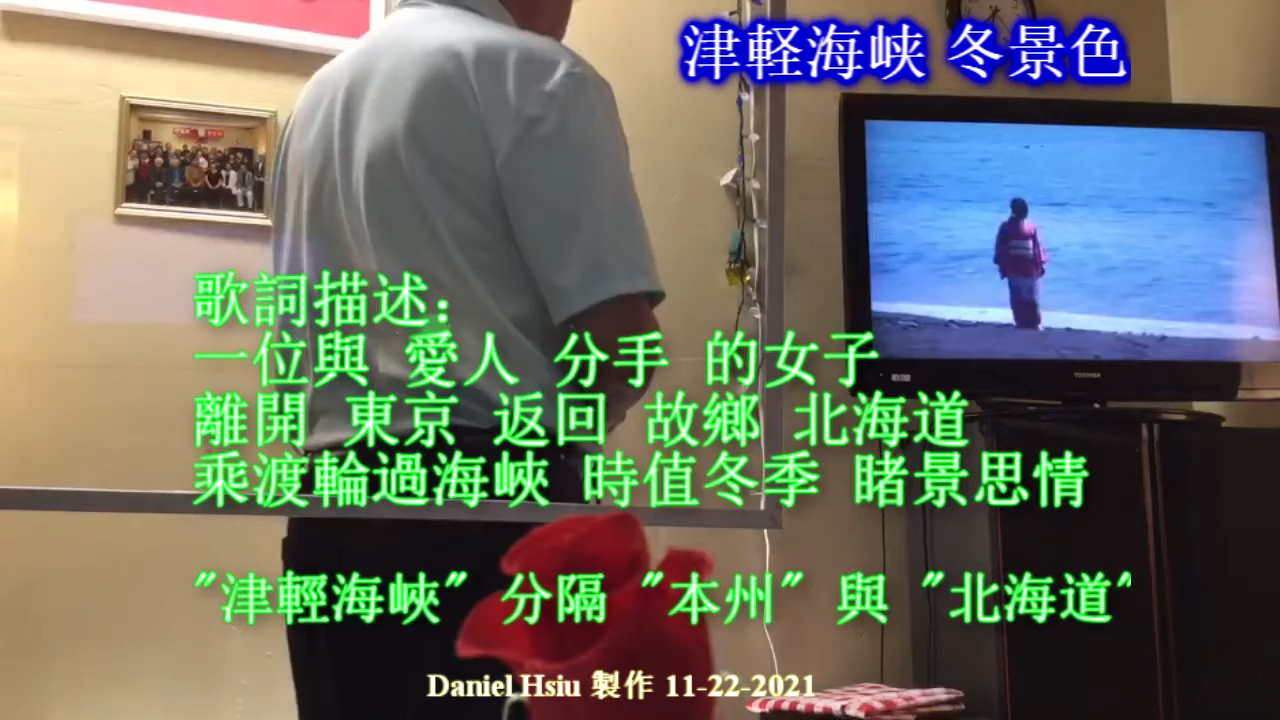 津軽海峡 冬景色
歌詞描述：
一位與 愛人 分手 的女子
離開 東京 返回 故鄉 北海道
乘渡輪過海峽 時值冬季 睹景思情
"津輕海峽" 分隔 "本州" 與 "北海道"
TOSHIBA
Daniel Hsiu 製作 11-22-2021